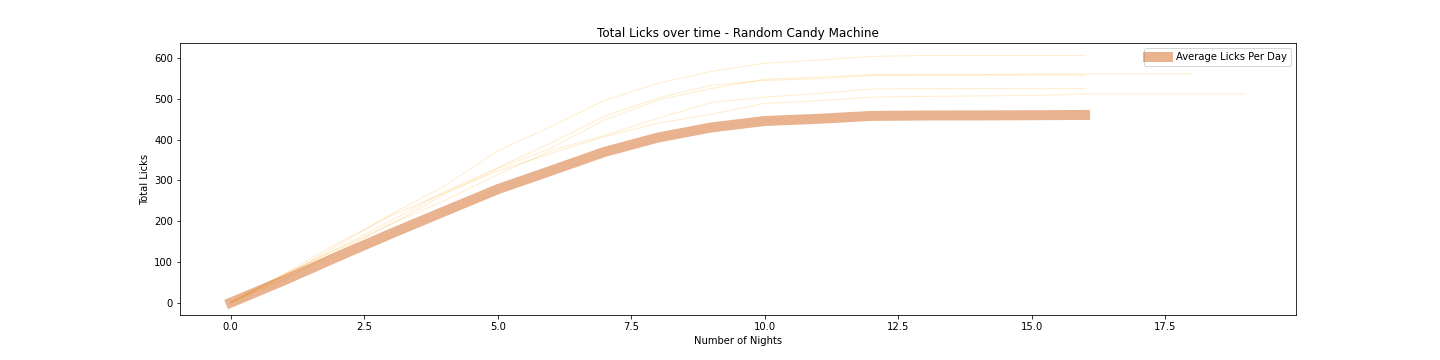 Total Licks over time - Random Candy Machine
Average Licks Per Day
Total Licks
600
500
400
300
200
100
0
0.0 2.5 5.0 7.5 10.0 12.5 15.0 17.5
Number of Nights